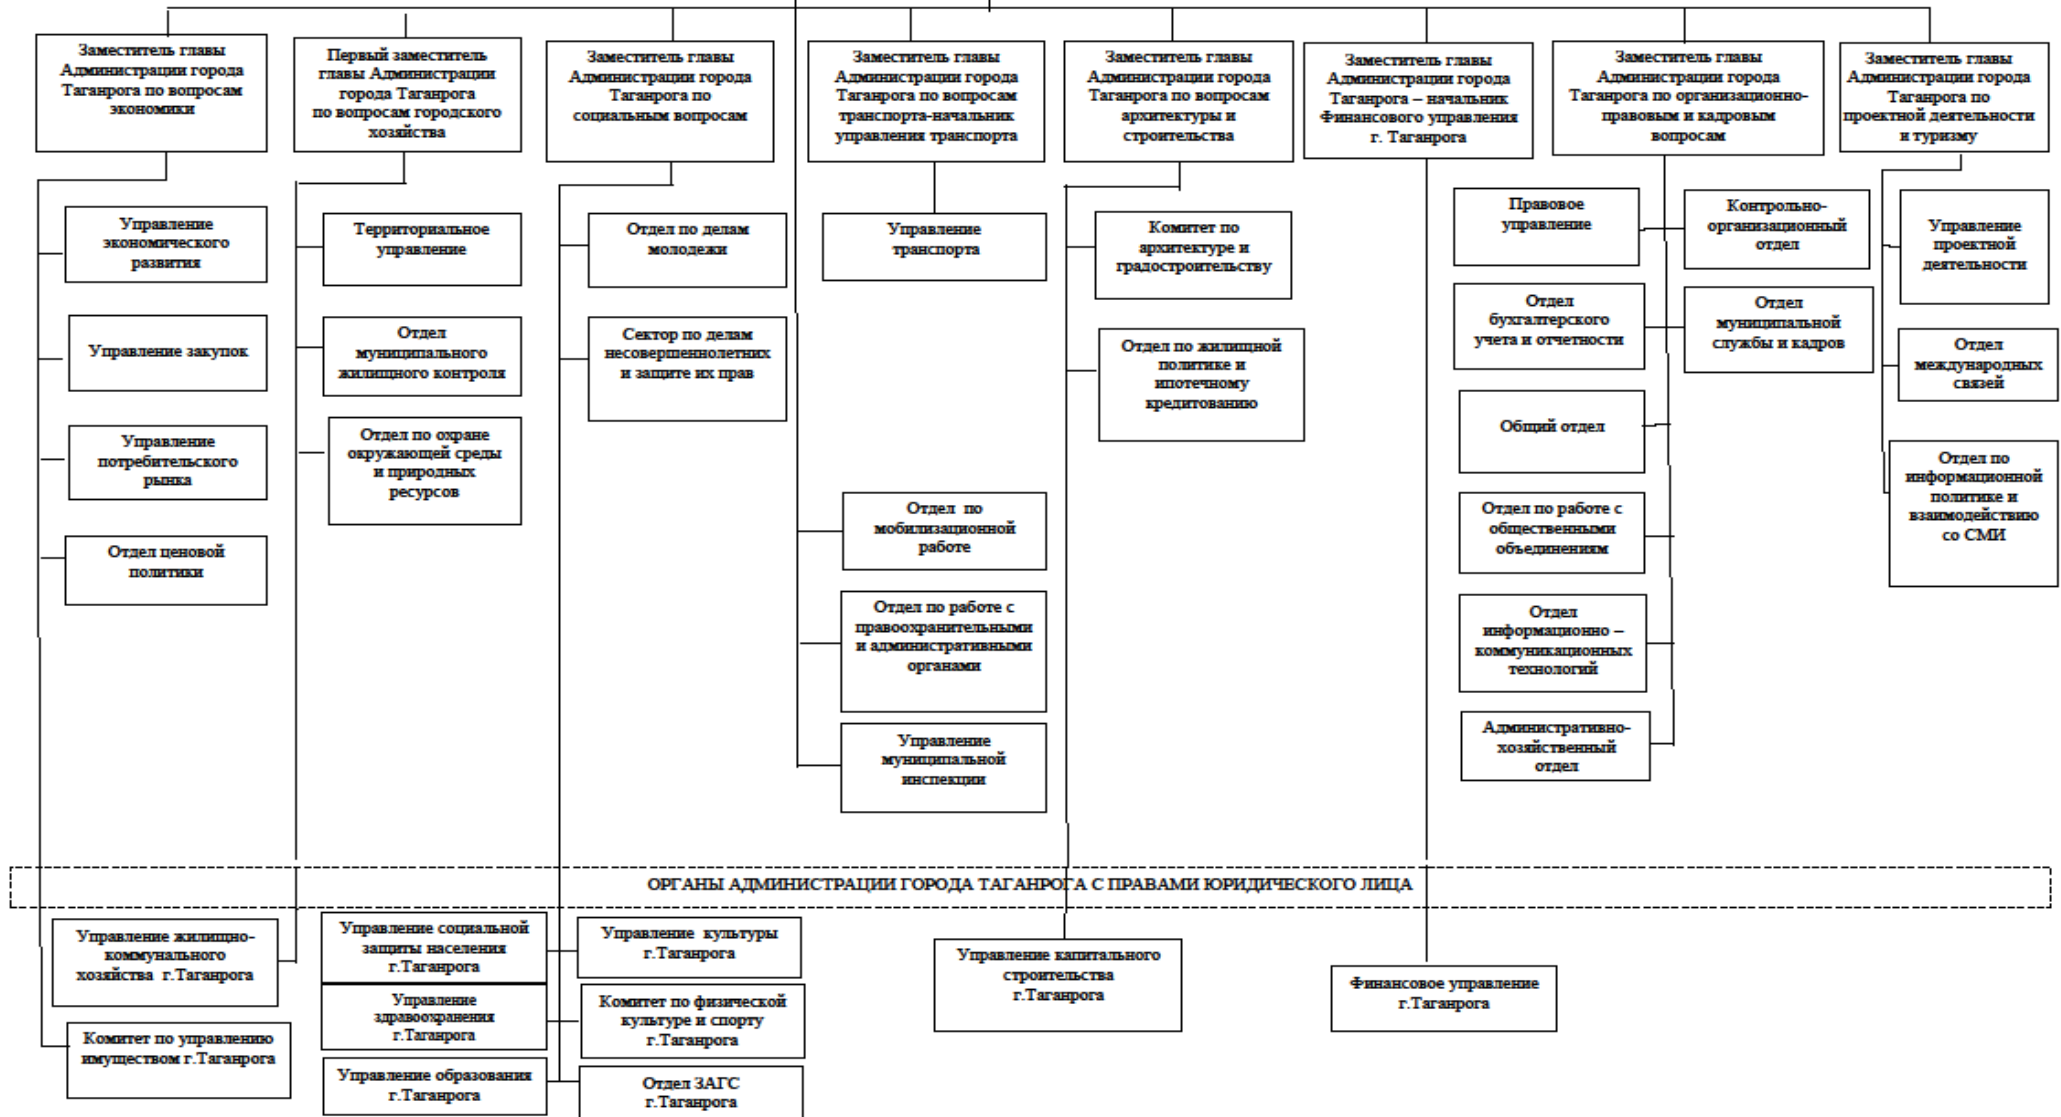 Заместитель главы
Администрации города
Таганрога по вопросам
экономики
Первый заместитель
главы Администрации
города Таганрога
по вопросам городского
хозяйства
Заместитель главы
Администрации города
Таганрога по
социальным вопросам
Заместитель главы
Администрации города
Таганрога по вопросам
транспорта-начальник
управления транспорта
Заместитель главы
Администрации города
Таганрога по вопросам
архитектуры и
строительства
Заместитель главы
Администрации города
Таганрога – начальник
Финансового управления
г. Таганрога
Заместитель главы
Администрации города
Таганрога по организационно-
правовым и кадровым
вопросам
Заместитель главы
Администрации города
Таганрога по
проектной деятельности
и туризму
Управление
экономического
развития
Управление закупок
Управление
потребительского
рынка
Отдел ценовой
политики
Территориальное
управление
Отдел
муниципального
жилищного контроля
Отдел по охране
окружающей среды
и природных
ресурсов
Отдел по делам
молодежи
Сектор по делам
несовершеннолетних
и защите их прав
Управление
транспорта
Отдел по
мобилизационной
работе
Отдел по работе с
правоохранительными
и административными
органами
Управление
муниципальной
инспекции
Комитет по
архитектуре и
градостроительству
Отдел по жилищной
политике и
ипотечному
кредитованию
Правовое
управление
Контрольно-
организационный
отдел
Отдел
бухгалтерского
учета и отчетности
Отдел
муниципальной
службы и кадров
Общий отдел
Отдел по работе с
общественными
объединениям
Отдел
информационно –
коммуникационных
технологий
Административно-
хозяйственный
отдел
Управление
проектной
деятельности
Отдел
международных
связей
Отдел по
информационной
политике и
взаимодействию
со СМИ
ОРГАНЫ АДМИНИСТРАЦИИ ГОРОДА ТАГАНРОГА С ПРАВАМИ ЮРИДИЧЕСКОГО ЛИЦА
Управление жилищно-
коммунального
хозяйства г.Таганрога
Комитет по управлению
имуществом г.Таганрога
Управление социальной
защиты населения
г.Таганрога
Управление
здравоохранения
г.Таганрога
Управление образования
г.Таганрога
Управление культуры
г.Таганрога
Комитет по физической
культуре и спорту
г.Таганрога
Отдел ЗАГС
г.Таганрога
Управление капитального
строительства
г.Таганрога
Финансовое управление
г.Таганрога